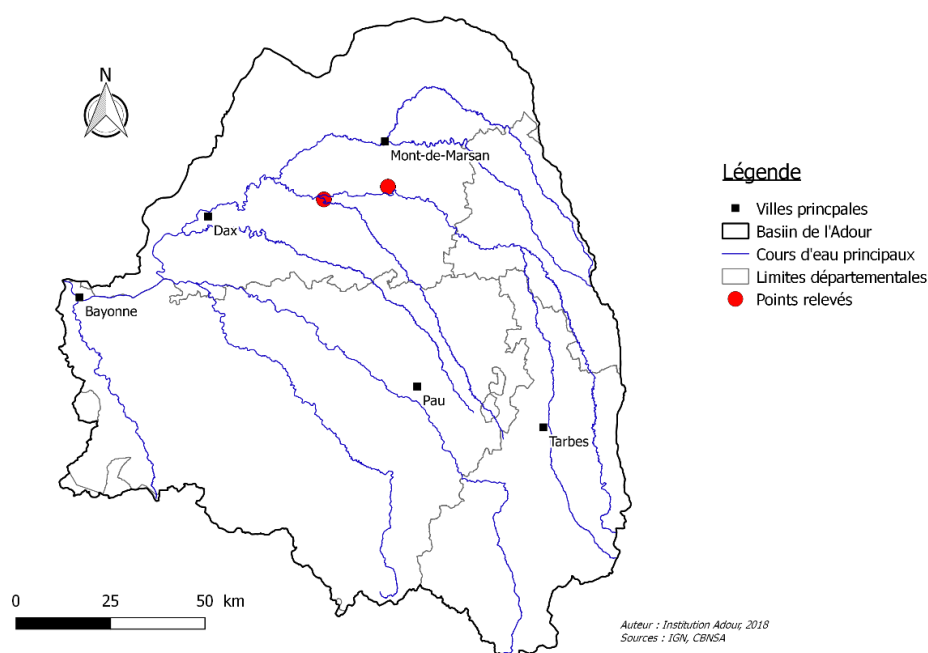 N
Mont-de-Marsan
Dax
Bayonne
Pau
Tarbes
0 25 50 km
Légende
Villes princpales
Basiin de l'Adour
Cours d'eau principaux
Limites départementales
Points relevés
Auteur : Institution Adour, 2018
Sources : IGN, CBNSA